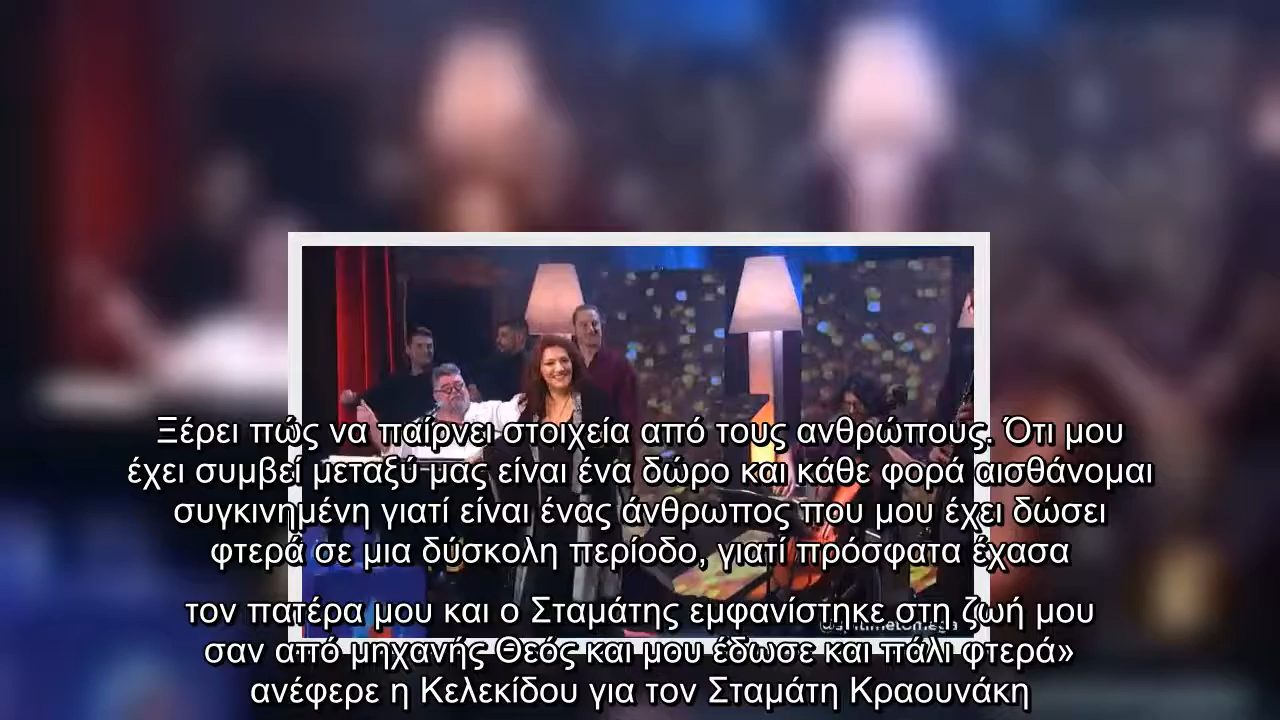 Ξέρει πώς να παίρνει στοιχεία από τους ανθρώπους. Ότι μου
έχει συμβεί μεταξύ μας είναι ένα δώρο και κάθε φορά αισθάνομαι
συγκινημένη γιατί είναι ένας άνθρωπος που μου έχει δώσει
φτερά σε μια δύσκολη περίοδο, γιατί πρόσφατα έχασα
τον πατέρα μου και ο Σταμάτης εμφανίστηκε στη ζωή μου
σαν από μηχανής Θεός και μου έδωσε και πάλι φτερά»
ανέφερε η Κελεκίδου για τον Σταμάτη Κραουνάκη